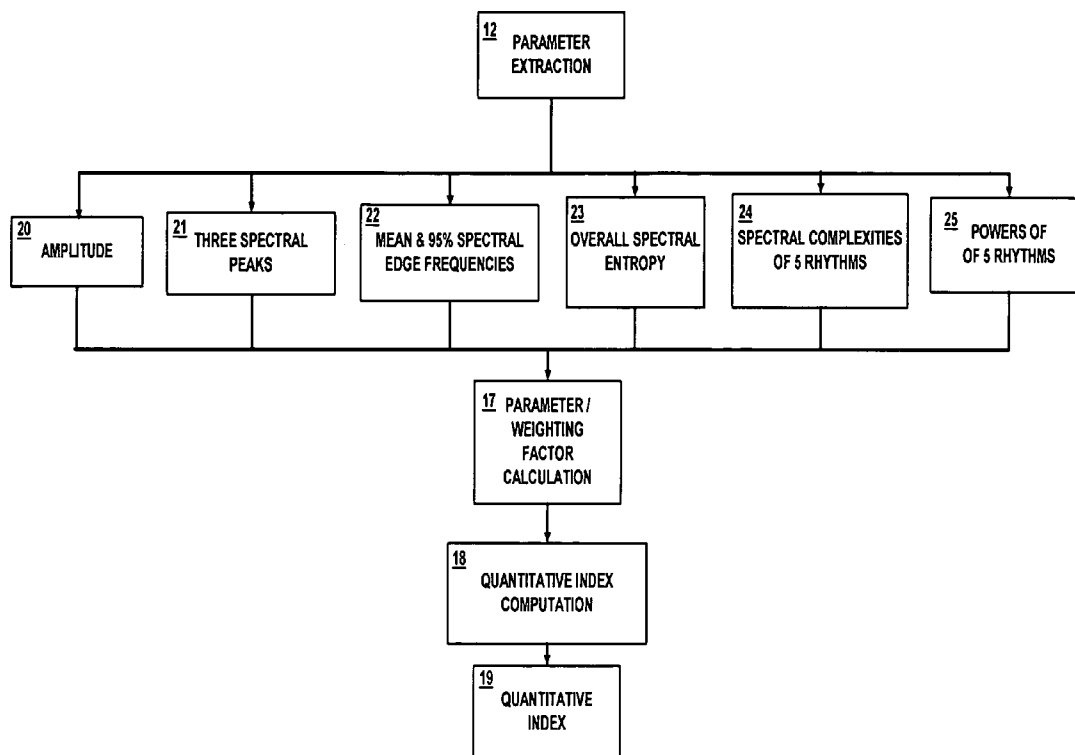 12
PARAMETER
EXTRACTION
20
AMPLITUDE
21
THREE SPECTRAL
PEAKS
22
MEAN & 95% SPECTRAL
EDGE FREQUENCIES
23
OVERALL SPECTRAL
ENTROPY
24
SPECTRAL COMPLEXITIES
OF 5 RHYTHMS
25
POWERS OF
OF 5 RHYTHMS
17
PARAMETER /
WEIGHTING
FACTOR
CALCULATION
18
QUANTITATIVE INDEX
COMPUTATION
19
QUANTITATIVE
INDEX